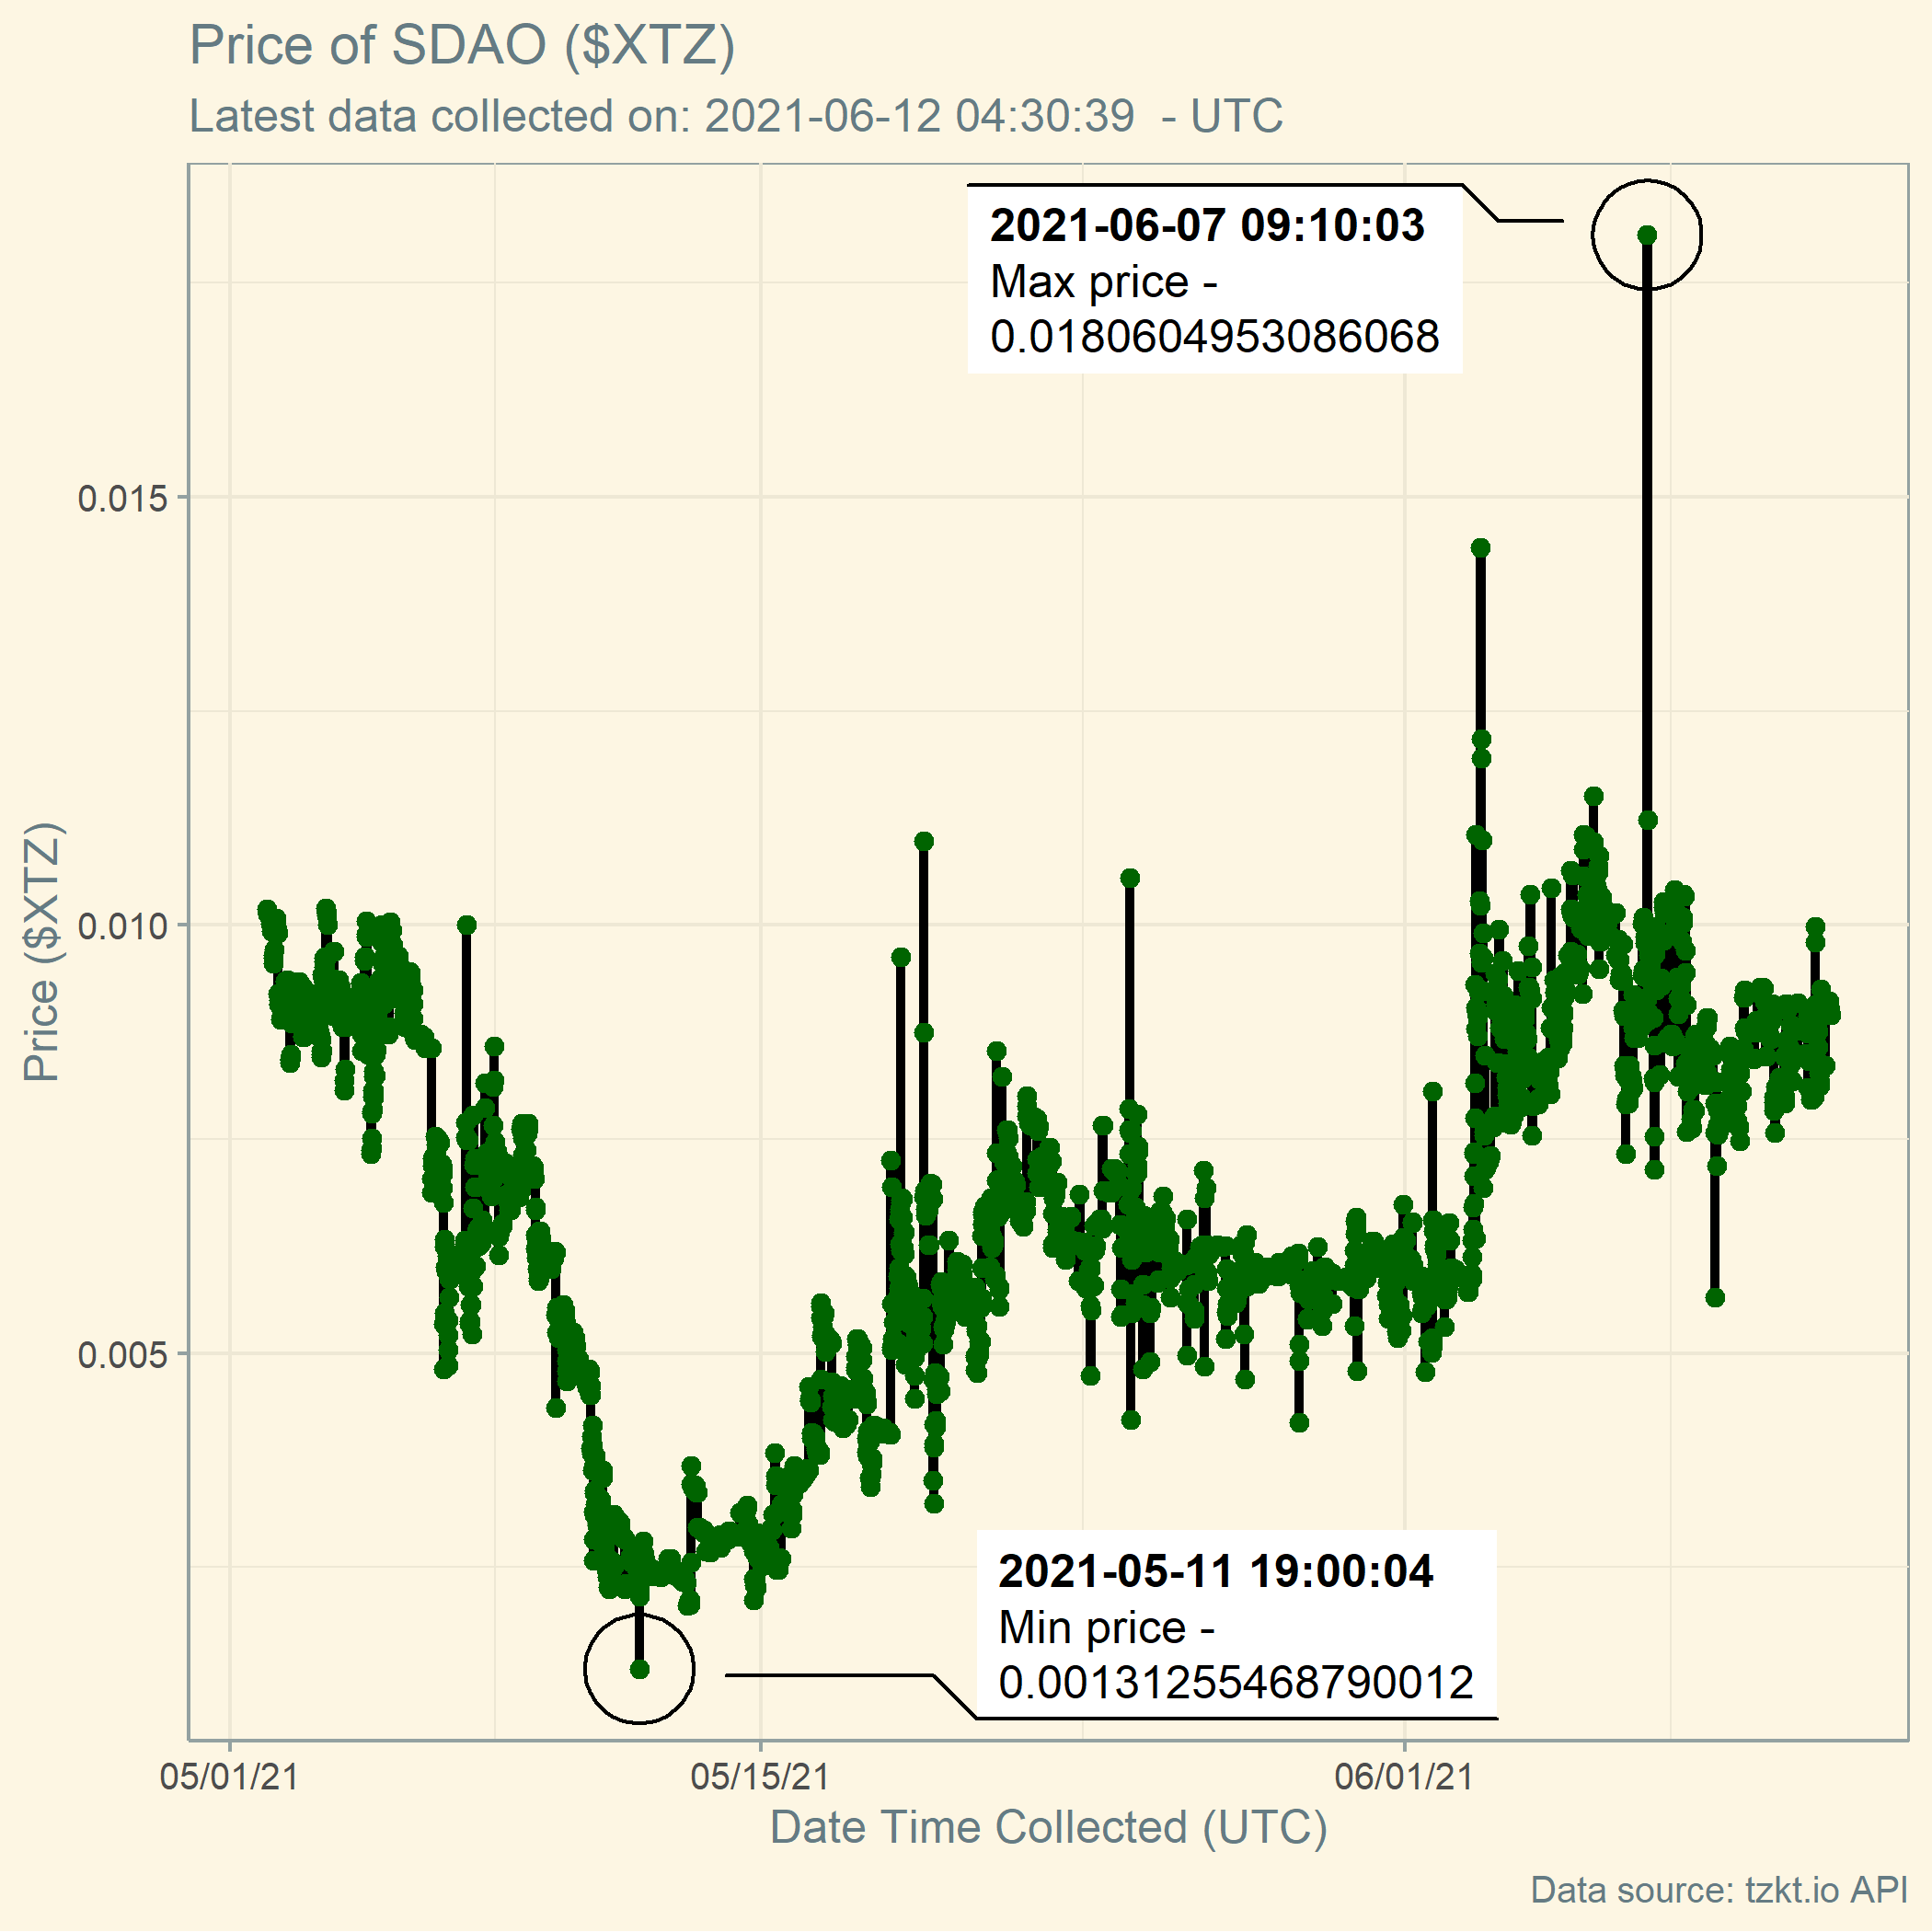 Price of SDAO ($XTZ)
Latest data collected on: 2021-06-12 04:30:39  - UTC
2021-06-07 09:10:03
Max price -
0.0180604953086068
0.015
0.010
0.005
Price ($XTZ)
2021-05-11 19:00:04
Min price -
0.00131255468790012
05/01/21
05/15/21
06/01/21
Date Time Collected (UTC)
Data source: tzkt.io API